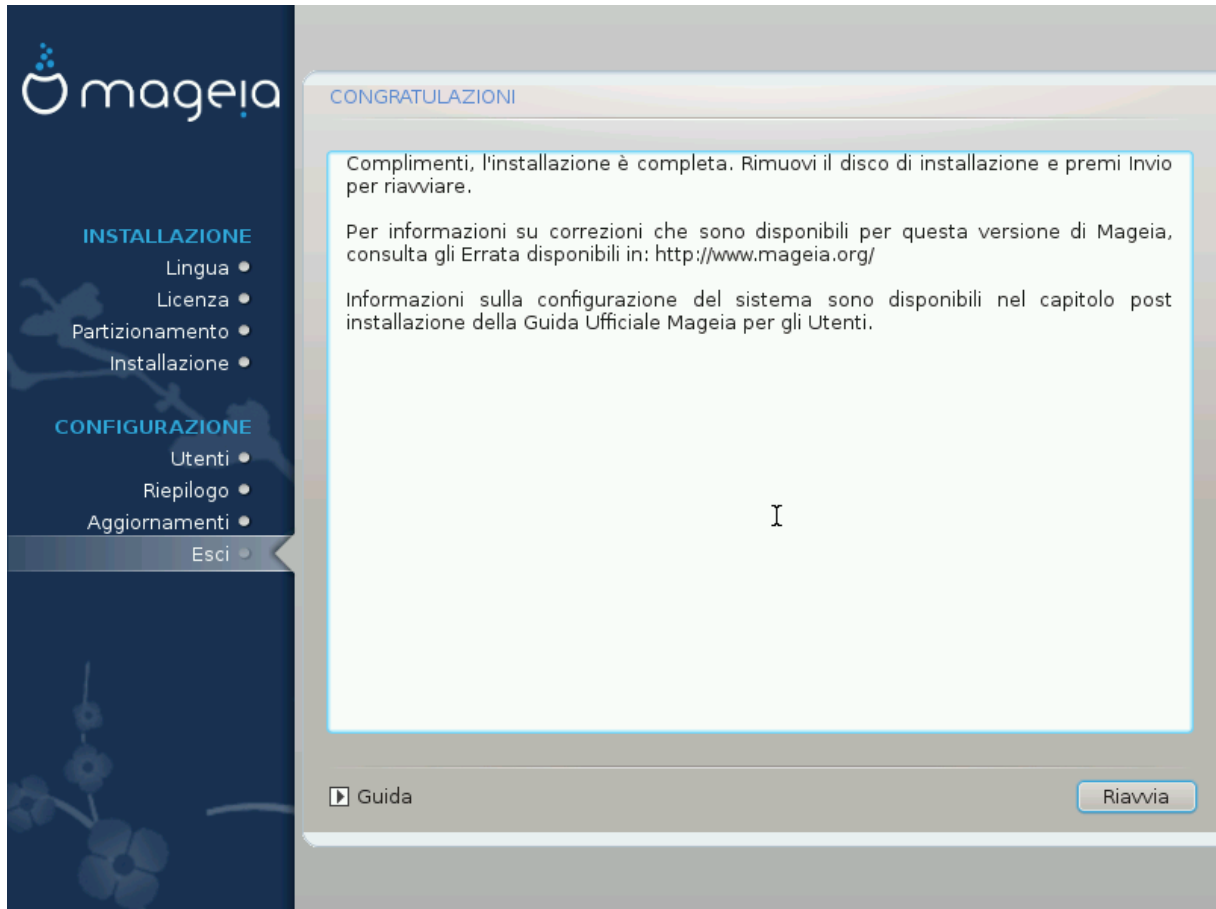 mageia
INSTALLAZIONE
Lingua
Licenza
Partizionamento
Installazione
CONFIGURAZIONE
Utenti
Riepilogo
Aggiornamenti
Esci
CONGRATULAZIONI
Complimenti, l'installazione è completa. Rimuovi il disco di installazione e premi Invio
per riavviare.
Per informazioni su correzioni che sono disponibili per questa versione di Mageia,
consulta gli Errata disponibili in: http://www.mageia.org/
Informazioni sulla configurazione del sistema sono disponibili nel capitolo post
installazione della Guida Ufficiale Mageia per gli Utenti.
Guida
Riavvia